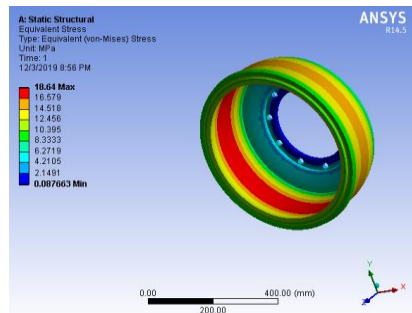 A: Static Structural
Equivalent Stress
Type: Equivalent (von-Mises) Stress
Unit: MPa
Time: 1
12/3/2019 8:56 PM
18.64 Max
16.579
14.518
12.456
10.395
8.3333
6.2719
4.2105
2.1491
0.087663 Min
ANSYS
R14.5
Y
X
Z
0.00
400.00 (mm)
200.00